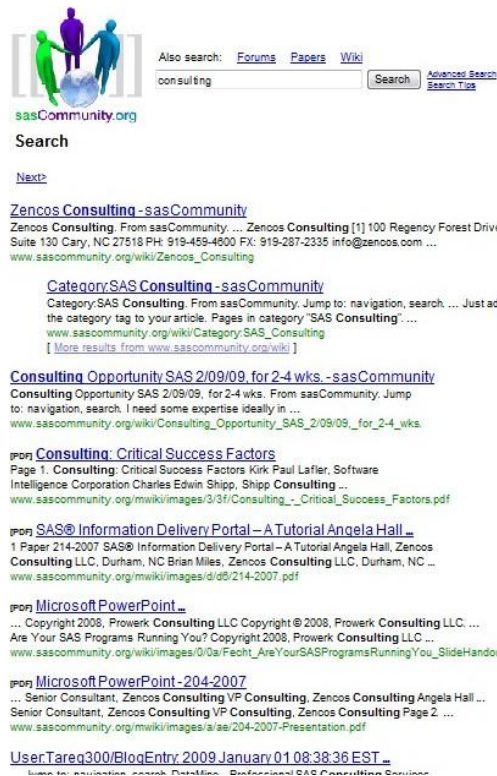 sasCommunity.org
Also search: Forums Papers Wiki
consulting Search Advanced Search
Search Tips
Search
Next>
Zencos Consulting - sasCommunity
Zencos Consulting. From sasCommunity. ... Zencos Consulting [1] 100 Regency Forest Drive
Suite 130 Cary, NC 27518 PH: 919-459-4600 FX: 919-287-2335 info@zencos.com ...
www.sascommunity.org/wiki/Zencos_Consulting
Category:SAS Consulting - sasCommunity
Category:SAS Consulting. From sasCommunity. Jump to: navigation, search. ... Just ad
the category tag to your article. Pages in category "SAS Consulting". ...
www.sascommunity.org/wiki/Category:SAS_Consulting
[ More results from www.sascommunity.org/wiki ]
Consulting Opportunity SAS 2/09/09, for 2-4 wks. - sasCommunity
Consulting Opportunity SAS 2/09/09, for 2-4 wks. From sasCommunity. Jump
to: navigation, search. I need some expertise ideally in ...
www.sascommunity.org/wiki/Consulting_Opportunity_SAS_2/09/09,_for_2-4_wks.
[PDF] Consulting: Critical Success Factors
Page 1. Consulting: Critical Success Factors Kirk Paul Lafler, Software
Intelligence Corporation Charles Edwin Shipp, Shipp Consulting ...
www.sascommunity.org/mwiki/images/3/3f/Consulting_-_Critical_Success_Factors.pdf
[PDF] SAS® Information Delivery Portal – A Tutorial Angela Hall ...
1 Paper 214-2007 SAS® Information Delivery Portal – A Tutorial Angela Hall, Zencos
Consulting LLC, Durham, NC Brian Miles, Zencos Consulting LLC, Durham, NC ...
www.sascommunity.org/mwiki/images/d/d6/214-2007.pdf
[PDF] Microsoft PowerPoint ...
... Copyright 2008, Prowerk Consulting LLC Copyright © 2008, Prowerk Consulting LLC. ...
Are Your SAS Programs Running You? Copyright 2008, Prowerk Consulting LLC ...
www.sascommunity.org/wiki/images/0/0a/Fecht_AreYourSASProgramsRunningYou_SlideHandou
[PDF] Microsoft PowerPoint - 204-2007
... Senior Consultant, Zencos Consulting VP Consulting, Zencos Consulting Angela Hall ...
Senior Consultant, Zencos Consulting VP Consulting, Zencos Consulting Page 2. ...
www.sascommunity.org/mwiki/images/a/ae/204-2007-Presentation.pdf
User:Tareq300/BlogEntry: 2009 January 01 08:38:36 EST ...
Jump to: navigation, search. DataMine - Professional SAS Consulting Services